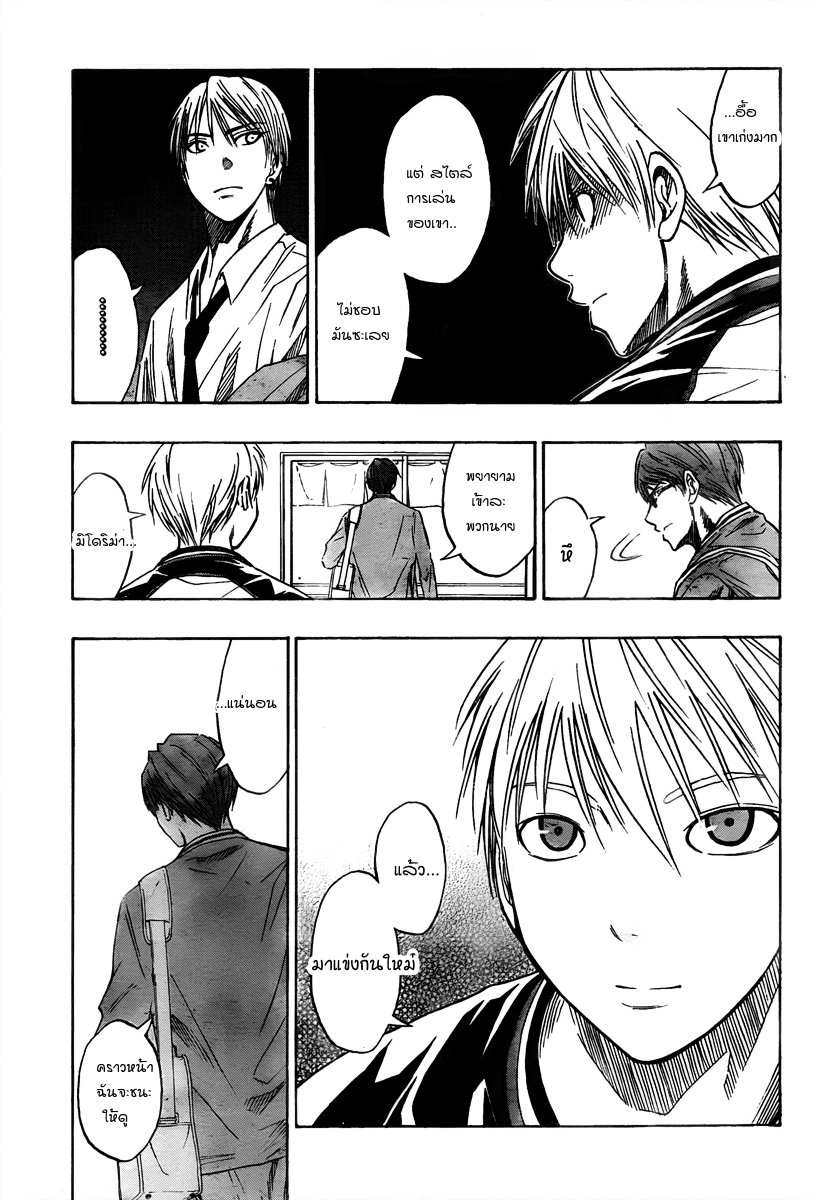 ...อื้อ
เขาเก่งมาก
แต่ สไตล์
การเล่น
ของเขา..
ไม่ชอบ
มันซะเลย
หึ
พยายาม
เข้าละ
พวกนาย
มิโดริม่า...
แล้ว...
มาแข่งกันใหม่
...แน่นอน
คราวหน้า
ฉันจะชนะ
ให้ดู